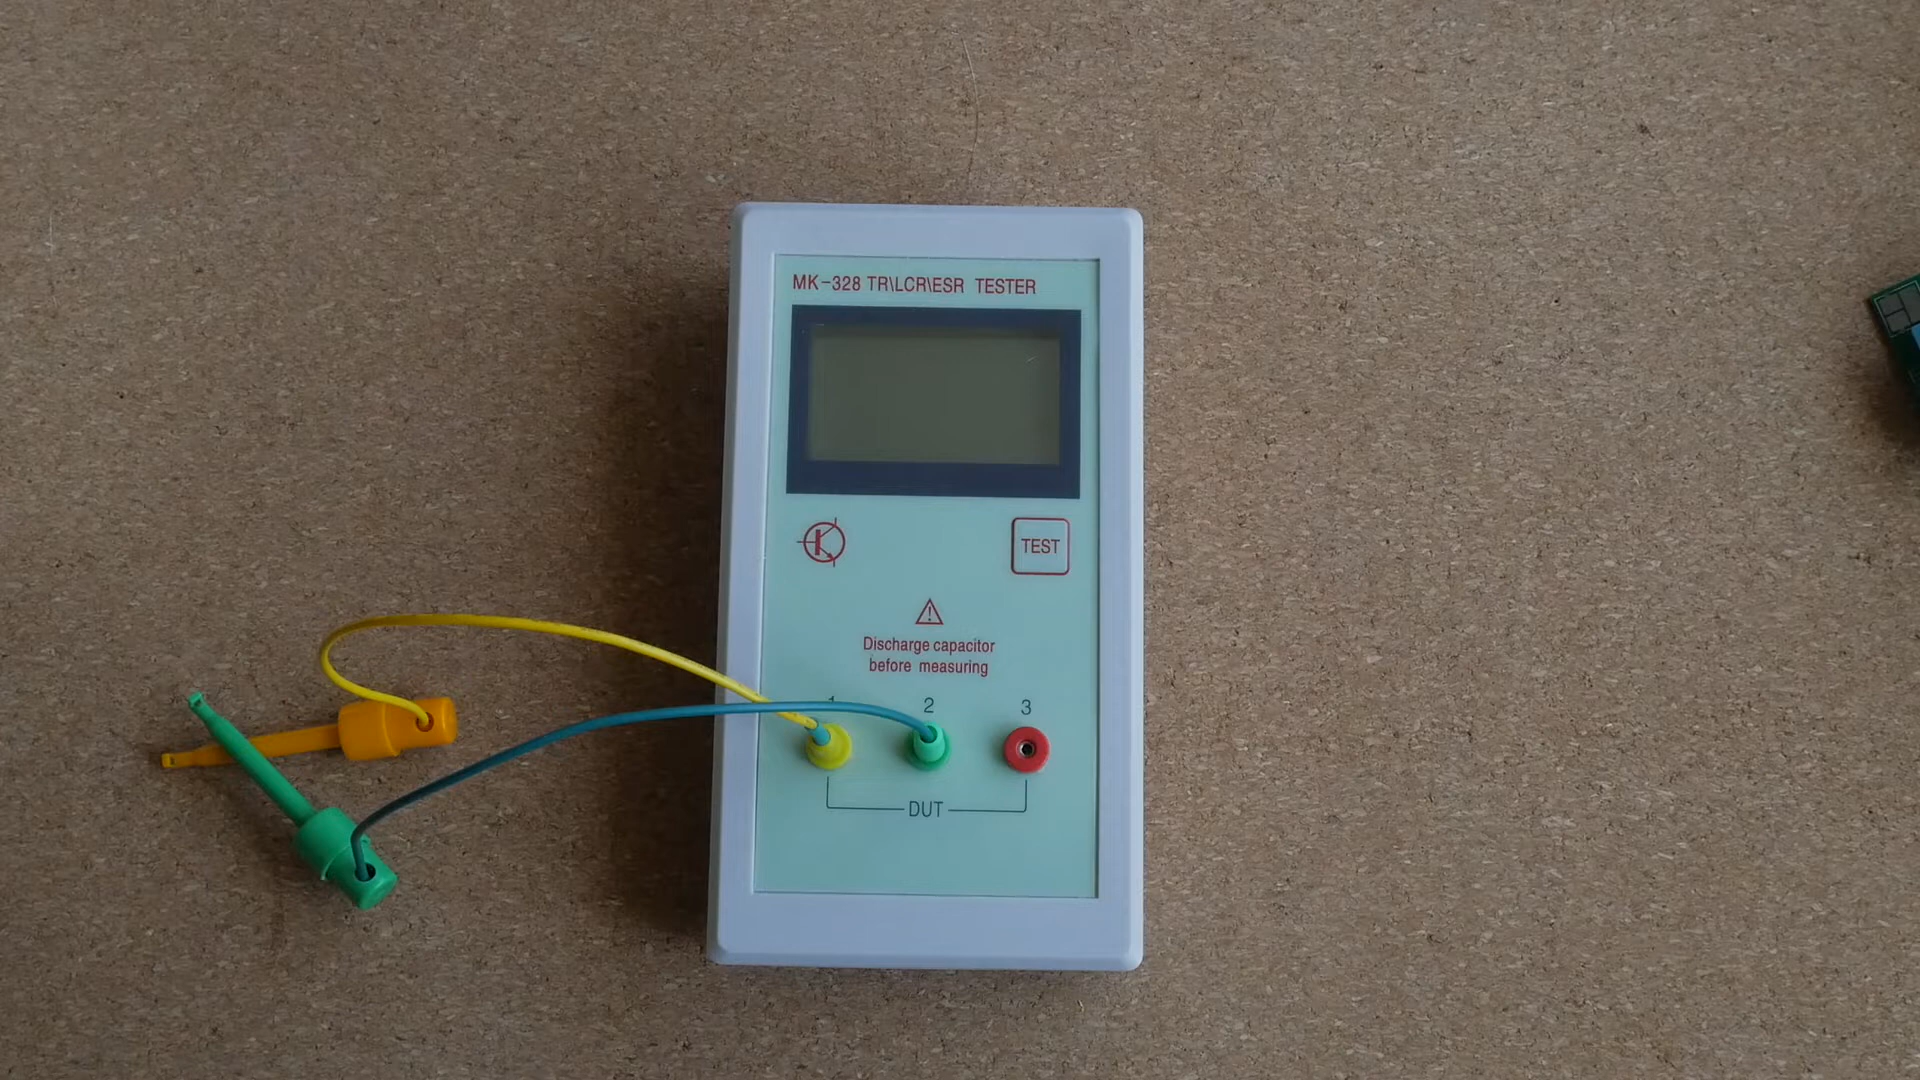 MK-328 TR\LCR\ESR TESTER
TEST
Discharge capacitor
before measuring
1 2 3
DUT